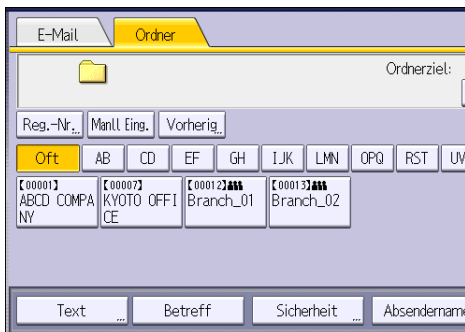 E-Mail
Ordner
Ordnerziel:
Reg.-Nr.
Manll Eing.
Vorherig.
Oft
AB
CD
EF
GH
IJK
LMN
OPQ
RST
UV
【00001】
ABCD COMPA
NY
【00007】
KYOTO OFFI
CE
【00012】
Branch_01
【00013】
Branch_02
Text
Betreff
Sicherheit
Absendername